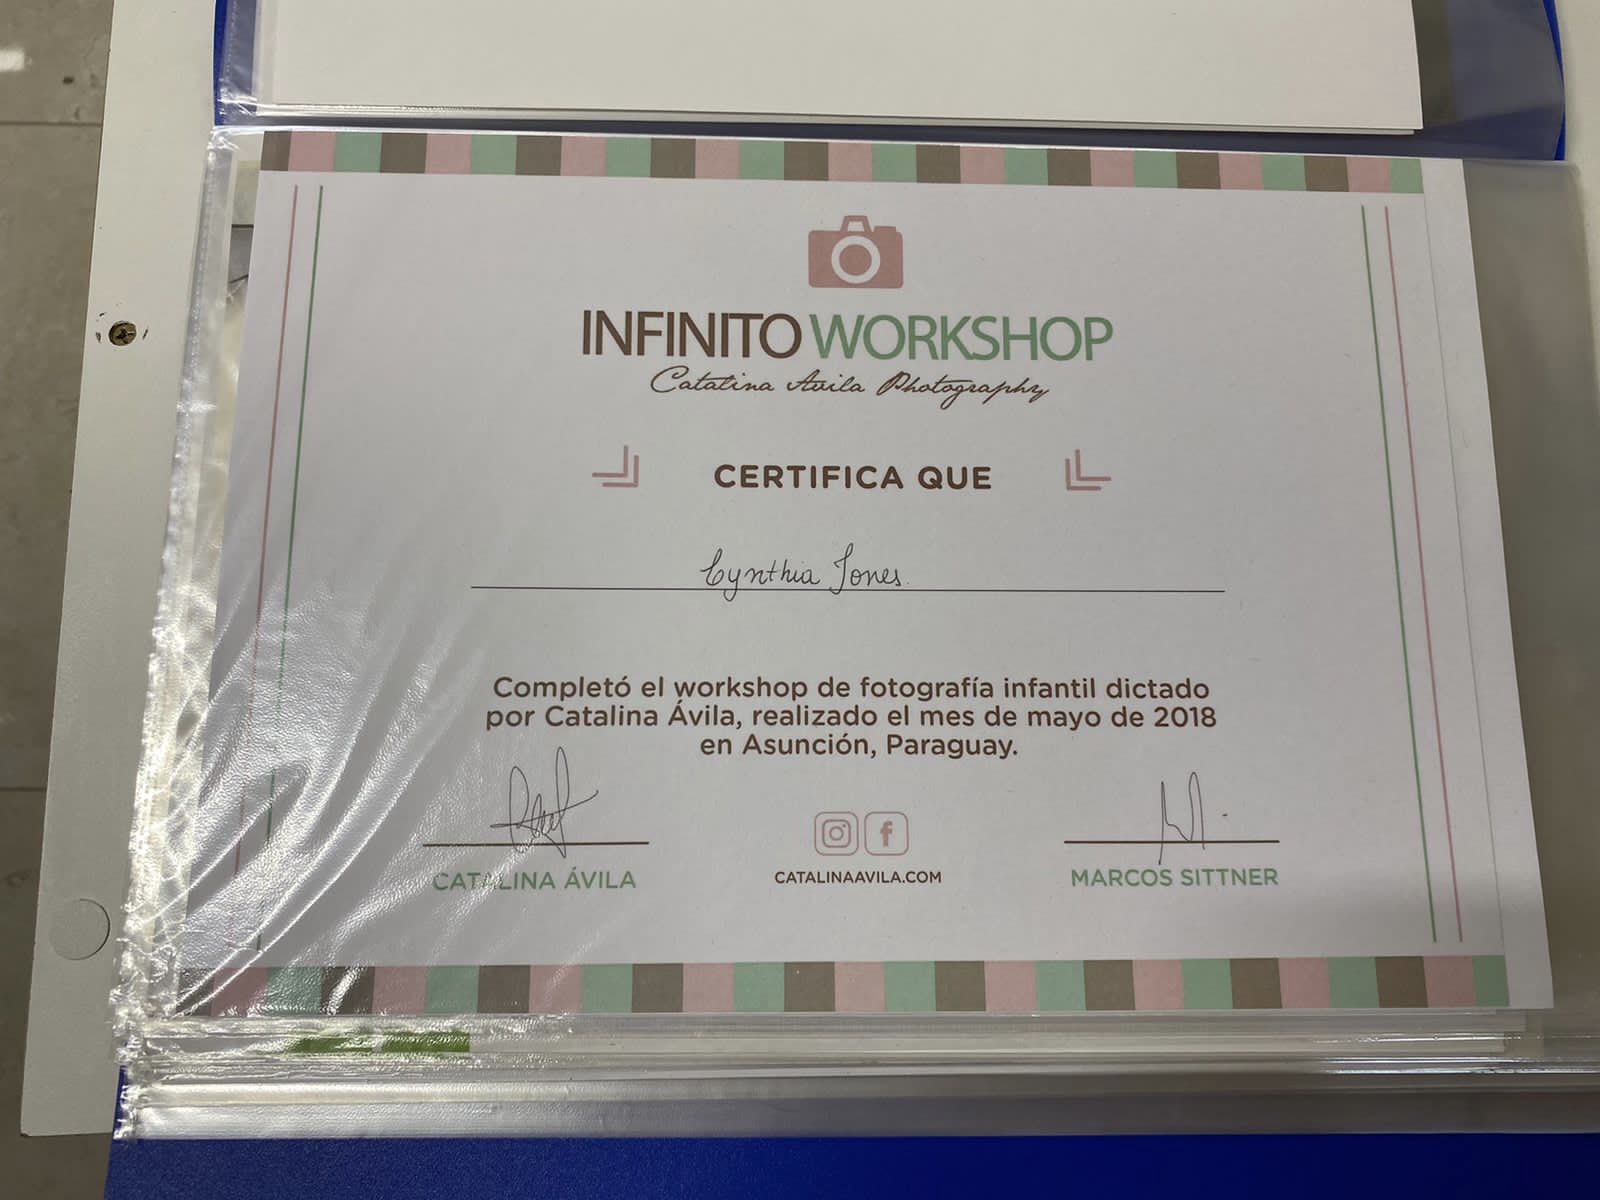 INFINITO WORKSHOP
Catalina Avila Photography
CERTIFICA QUE
Cynthia Jones
Completó el workshop de fotografía infantil dictado
por Catalina Ávila, realizado el mes de mayo de 2018
en Asunción, Paraguay.
CATALINA ÁVILA
CATALINAAVILA.COM
MARCOS SITTNER